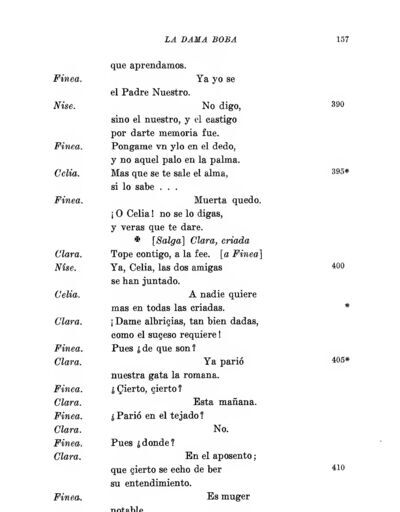 LA DAMA BOBA 157
que aprendamos.
Finea. Ya yo se
el Padre Nuestro.
Nise. No digo, 390
sino el nuestro, y el castigo
por darte memoria fue.
Finea. Pongame vn ylo en el dedo,
y no aquel palo en la palma.
Celia. Mas que se te sale el alma, 395*
si lo sabe . . .
Finea. Muerta quedo.
¡O Celia! no se lo digas,
y veras que te dare.
✠ [Salga] Clara, criada
Clara. Tope contigo, a la fee. [a Finea]
Nise. Ya, Celia, las dos amigas 400
se han juntado.
Celia. A nadie quiere
mas en todas las criadas. *
Clara. ¡Dame albriçias, tan bien dadas,
como el suçeso requiere!
Finea. Pues ¿de que son?
Clara. Ya parió 405*
nuestra gata la romana.
Finea. ¿Çierto, çierto?
Clara. Esta mañana.
Finea. ¿Parió en el tejado?
Clara. No.
Finea. Pues ¿donde?
Clara. En el aposento;
que çierto se echo de ber 410
su entendimiento.
Finea. Es muger
notable.